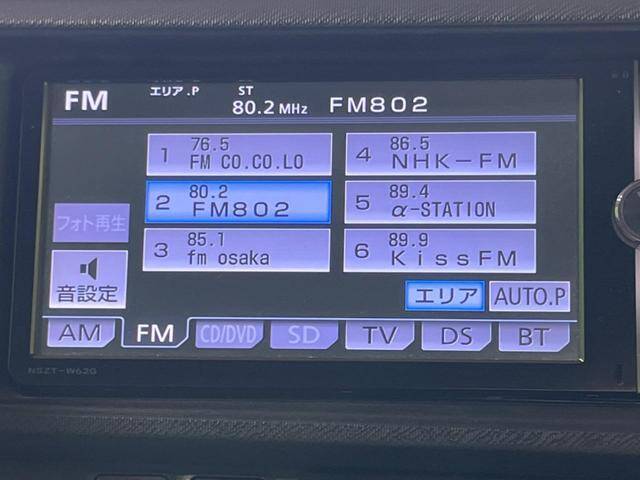 FM エリア.P ST 80.2 MHz FM802
1 76.5 FM CO.CO.LO
4 86.5 NHK-FM
2 80.2 FM802
5 89.4 α-STATION
3 85.1 fm osaka
6 89.9 KissFM
フォト再生
音設定
エリア AUTO.P
AM FM CD/DVD SD TV DS BT
NSZT-W62G